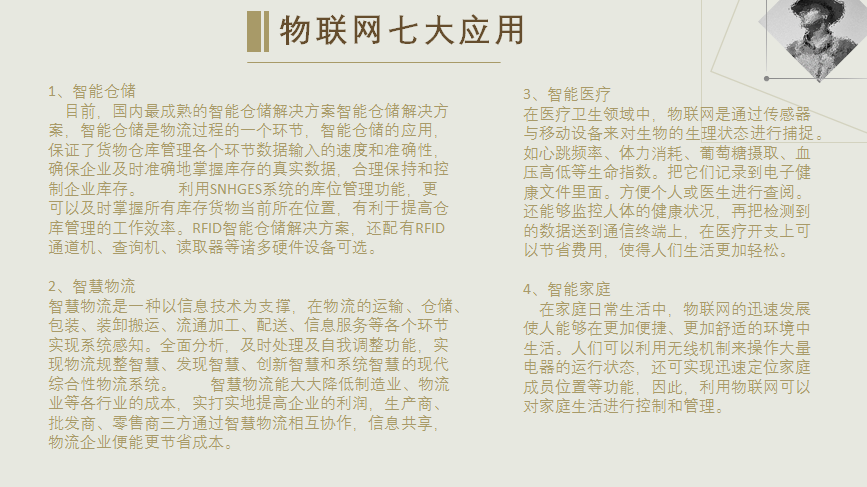 物联网七大应用
1、智能仓储
目前，国内最成熟的智能仓储解决方案智能仓储解决方
案，智能仓储是物流过程的一个环节，智能仓储的应用，
保证了货物仓库管理各个环节数据输入的速度和准确性，
确保企业及时准确地掌握库存的真实数据，合理保持和控
制企业库存。 利用SNHGES系统的库位管理功能，更
可以及时掌握所有库存货物当前所在位置，有利于提高仓
库管理的工作效率。RFID智能仓储解决方案，还配有RFID
通道机、查询机、读取器等诸多硬件设备可选。
2、智慧物流
智慧物流是一种以信息技术为支撑，在物流的运输、仓储、
包装、装卸搬运、流通加工、配送、信息服务等各个环节
实现系统感知。全面分析，及时处理及自我调整功能，实
现物流规整智慧、发现智慧、创新智慧和系统智慧的现代
综合性物流系统。 智慧物流能大大降低制造业、物流
业等各行业的成本，实打实地提高企业的利润，生产商、
批发商、零售商三方通过智慧物流相互协作，信息共享，
物流企业便能更节省成本。
3、智能医疗
在医疗卫生领域中，物联网是通过传感器
与移动设备来对生物的生理状态进行捕捉。
如心跳频率、体力消耗、葡萄糖摄取、血
压高低等生命指数。把它们记录到电子健
康文件里面。方便个人或医生进行查阅。
还能够监控人体的健康状况，再把检测到
的数据送到通信终端上，在医疗开支上可
以节省费用，使得人们生活更加轻松。
4、智能家庭
在家庭日常生活中，物联网的迅速发展
使人能够在更加便捷、更加舒适的环境中
生活。人们可以利用无线机制来操作大量
电器的运行状态，还可实现迅速定位家庭
成员位置等功能，因此，利用物联网可以
对家庭生活进行控制和管理。